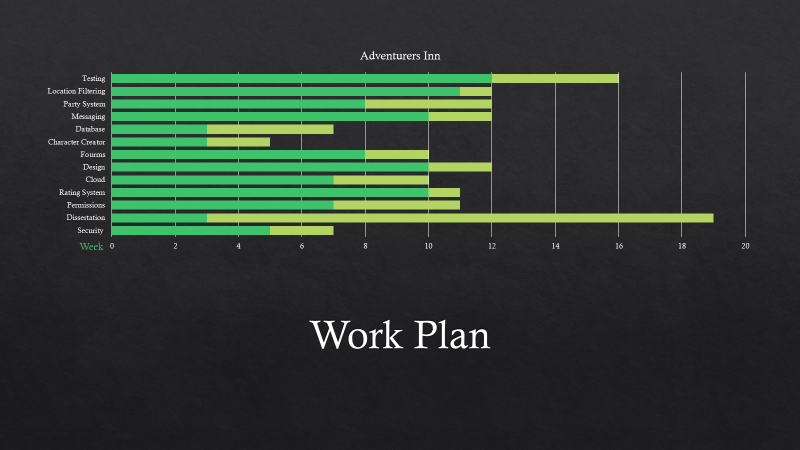 Adventurers Inn
Testing
Location Filtering
Party System
Messaging
Database
Character Creator
Fourms
Design
Cloud
Rating System
Permissions
Dissertation
Security
Week 0 2 4 6 8 10 12 14 16 18 20
Work Plan